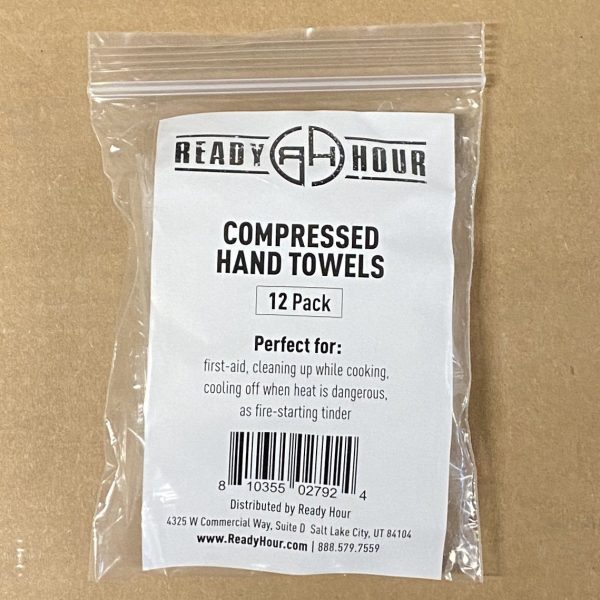 READY RH HOUR
COMPRESSED
HAND TOWELS
12 Pack
Perfect for:
first-aid, cleaning up while cooking,
cooling off when heat is dangerous,
as fire-starting tinder
8 10355 02792 4
Distributed by Ready Hour
4325 W Commercial Way, Suite D Salt Lake City, UT 84104
www.ReadyHour.com | 888.579.7559